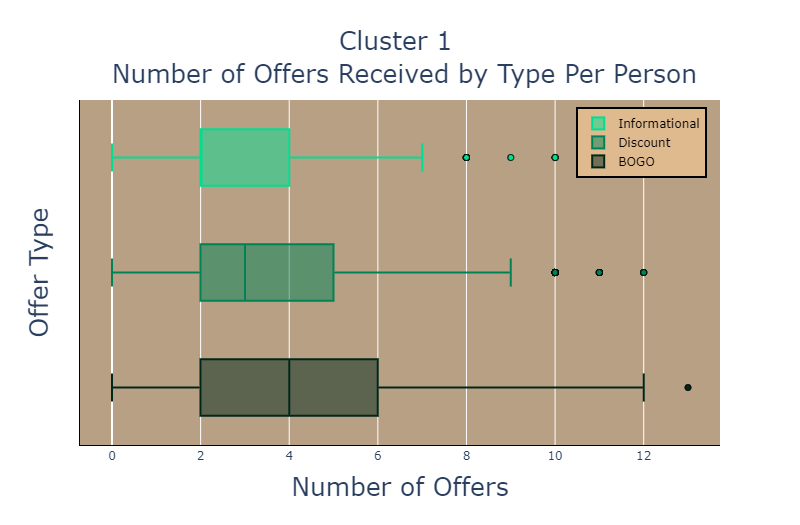 Cluster 1
Number of Offers Received by Type Per Person
Informational
Discount
BOGO
Offer Type
0 2 4 6 8 10 12
Number of Offers